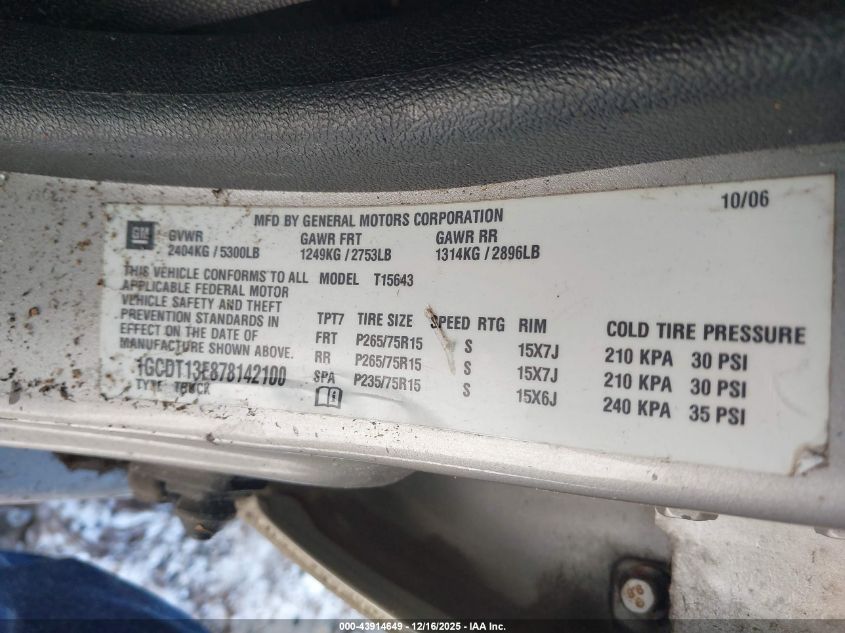 10/06
MFD BY GENERAL MOTORS CORPORATION
GM GVWR GAWR FRT GAWR RR
2404KG / 5300LB 1249KG / 2753LB 1314KG / 2896LB
THIS VEHICLE CONFORMS TO ALL MODEL T15643
APPLICABLE FEDERAL MOTOR
VEHICLE SAFETY AND THEFT
PREVENTION STANDARDS IN
EFFECT ON THE DATE OF
MANUFACTURE SHOWN ABOVE.
1GCDT13E878142100
TYPE TRUCK
TPT7 TIRE SIZE SPEED RTG RIM COLD TIRE PRESSURE
FRT P265/75R15 S 15X7J 210 KPA 30 PSI
RR P265/75R15 S 15X7J 210 KPA 30 PSI
SPA P235/75R15 S 15X6J 240 KPA 35 PSI
000-43914649 - 12/16/2025 - IAA Inc.